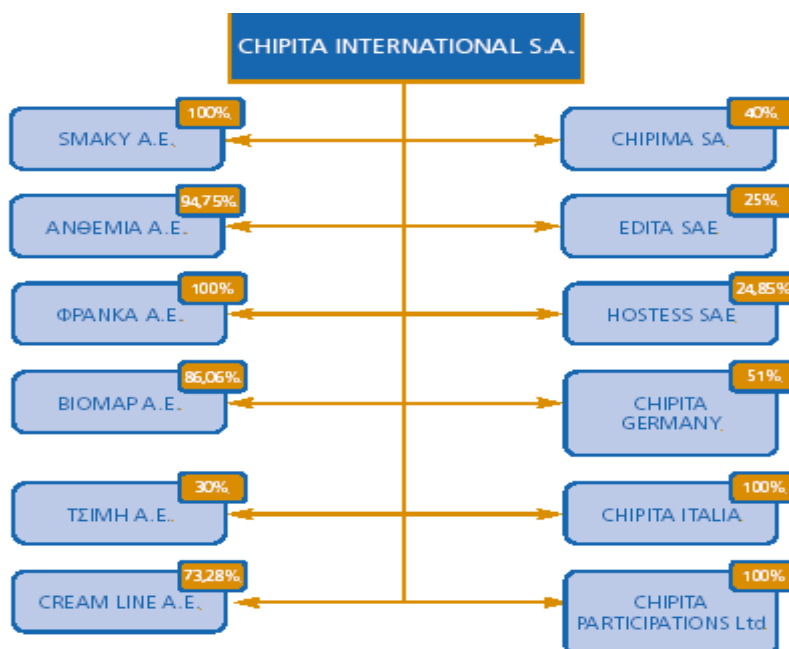 CHIPITA INTERNATIONAL S.A.
100%
SMAKY A.E.
40%
CHIPIMA SA
94,75%
ΑΝΘΕΜΙΑ Α.Ε.
25%
EDITA SAE
100%
ΦΡΑΝΚΑ Α.Ε.
24,85%
HOSTESS SAE
86,06%
ΒΙΟΜΑΡ Α.Ε.
51%
CHIPITA
GERMANY
30%
ΤΣΙΜΗ Α.Ε.
100%
CHIPITA ITALIA
73,28%
CREAM LINE A.E.
100%
CHIPITA
PARTICIPATIONS Ltd